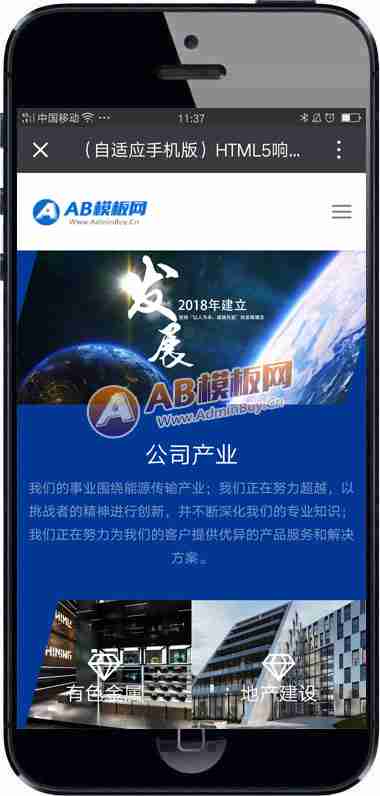 中国移动
11:37
（自适应手机版）HTML5响...
AB模板网
Www.AdminBuy.Cn
发展
2018年建立
AB模板网
Www.AdminBuy.cn
公司产业
我们的事业围绕能源传输产业；我们正在努力超越，以
挑战者的精神进行创新，并不断深化我们的专业知识；
我们正在努力为我们的客户提供优异的产品服务和解决
方案。
MINING
有色金属
地产建设